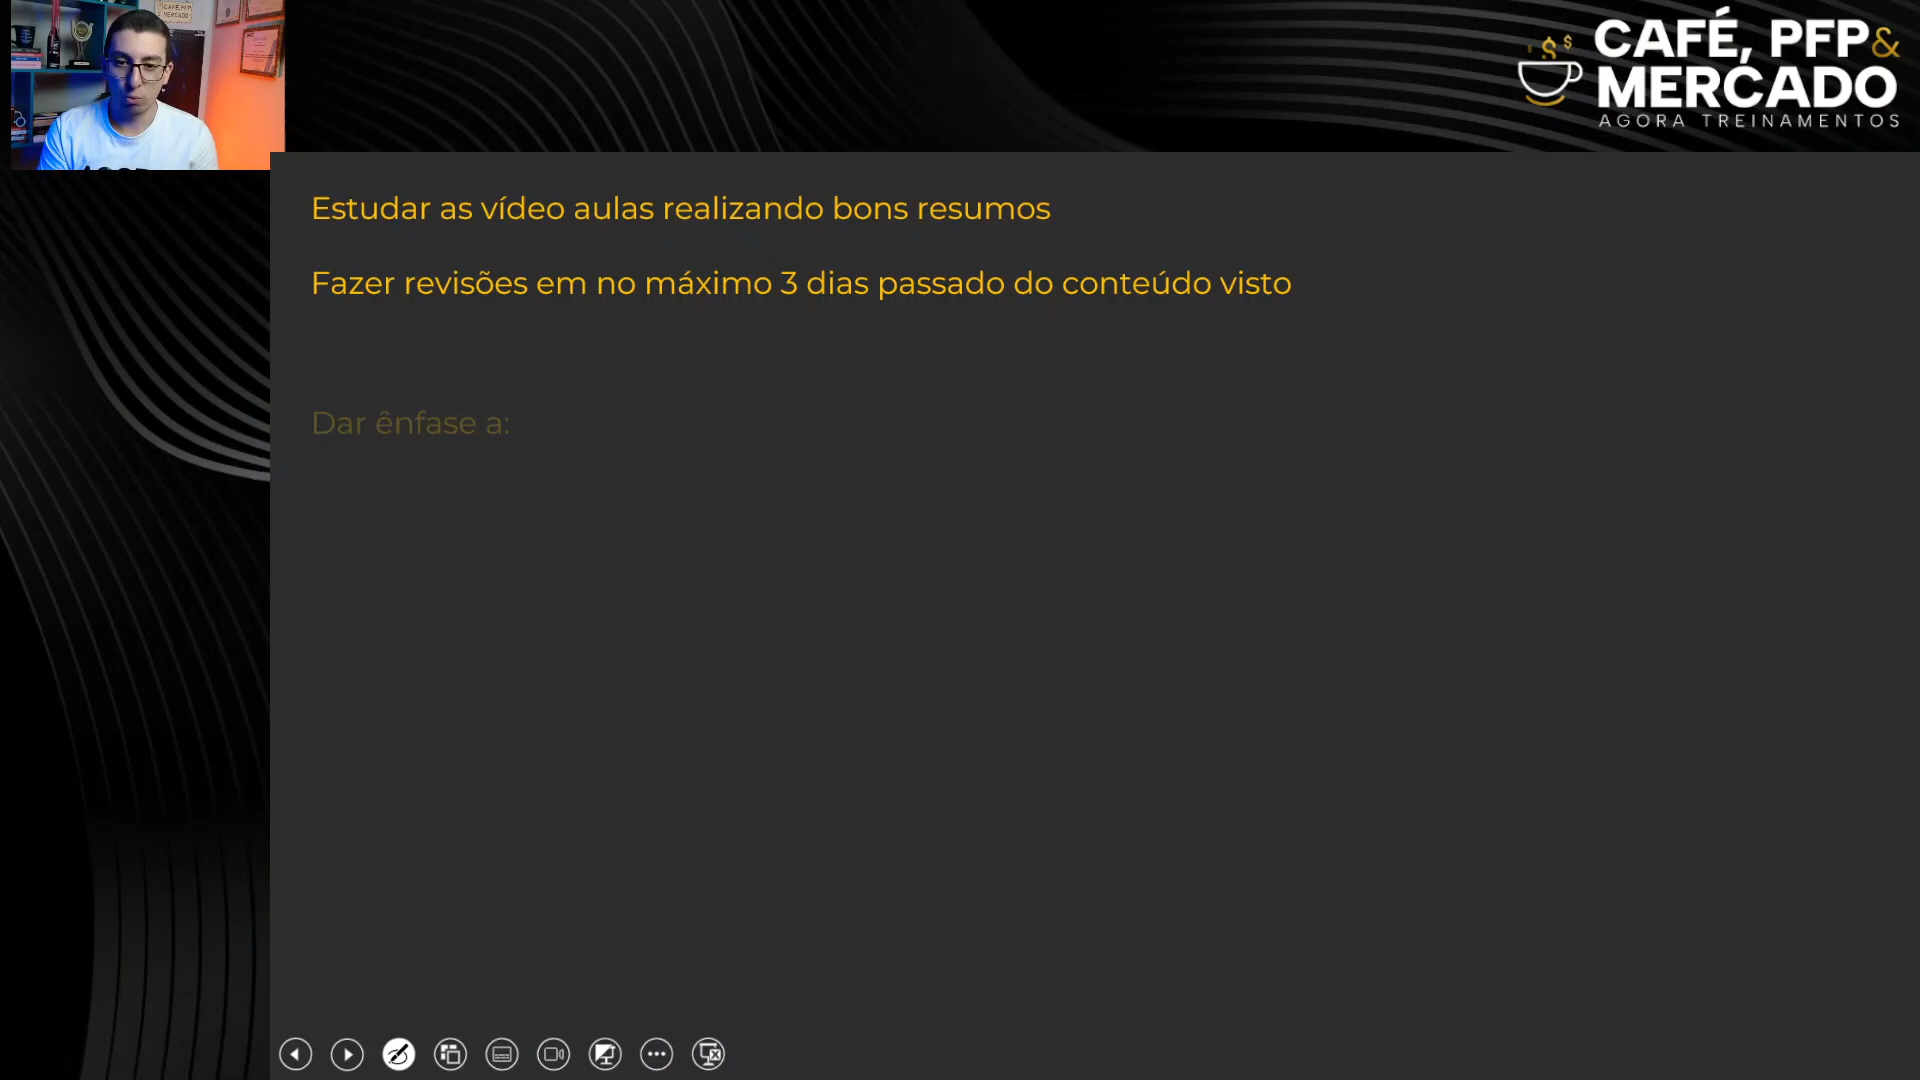 CAFÉ, PFP&
MERCADO
AGORA TREINAMENTOS
Estudar as vídeo aulas realizando bons resumos
Fazer revisões em no máximo 3 dias passado do conteúdo visto
Dar ênfase a: